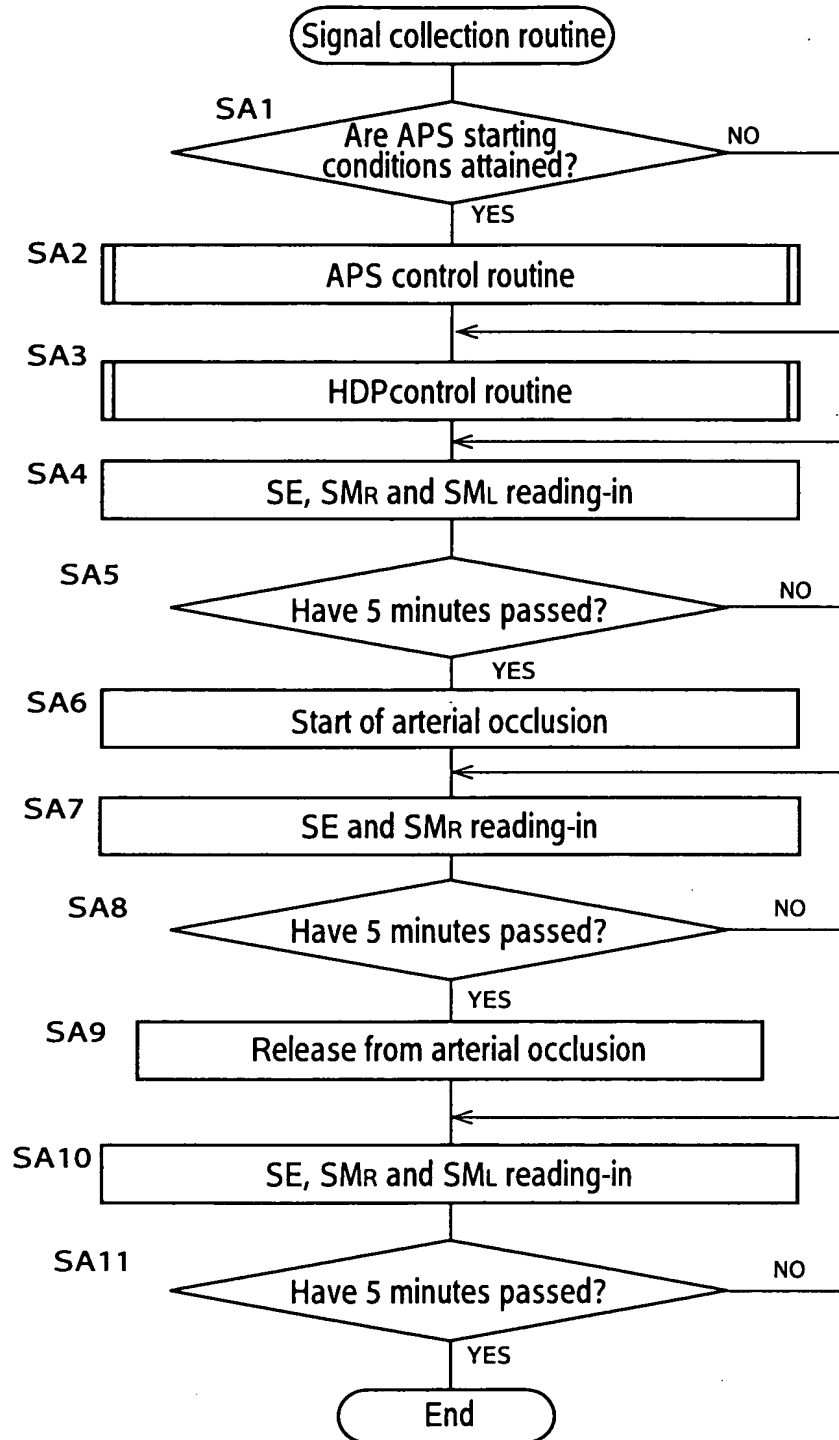 Signal collection routine
SA1
Are APS starting
conditions attained?
NO
YES
SA2
APS control routine
SA3
HDPcontrol routine
SA4
SE, SMR and SML reading-in
SA5
Have 5 minutes passed?
NO
YES
SA6
Start of arterial occlusion
SA7
SE and SMR reading-in
SA8
Have 5 minutes passed?
NO
YES
SA9
Release from arterial occlusion
SA10
SE, SMR and SML reading-in
SA11
Have 5 minutes passed?
NO
YES
End